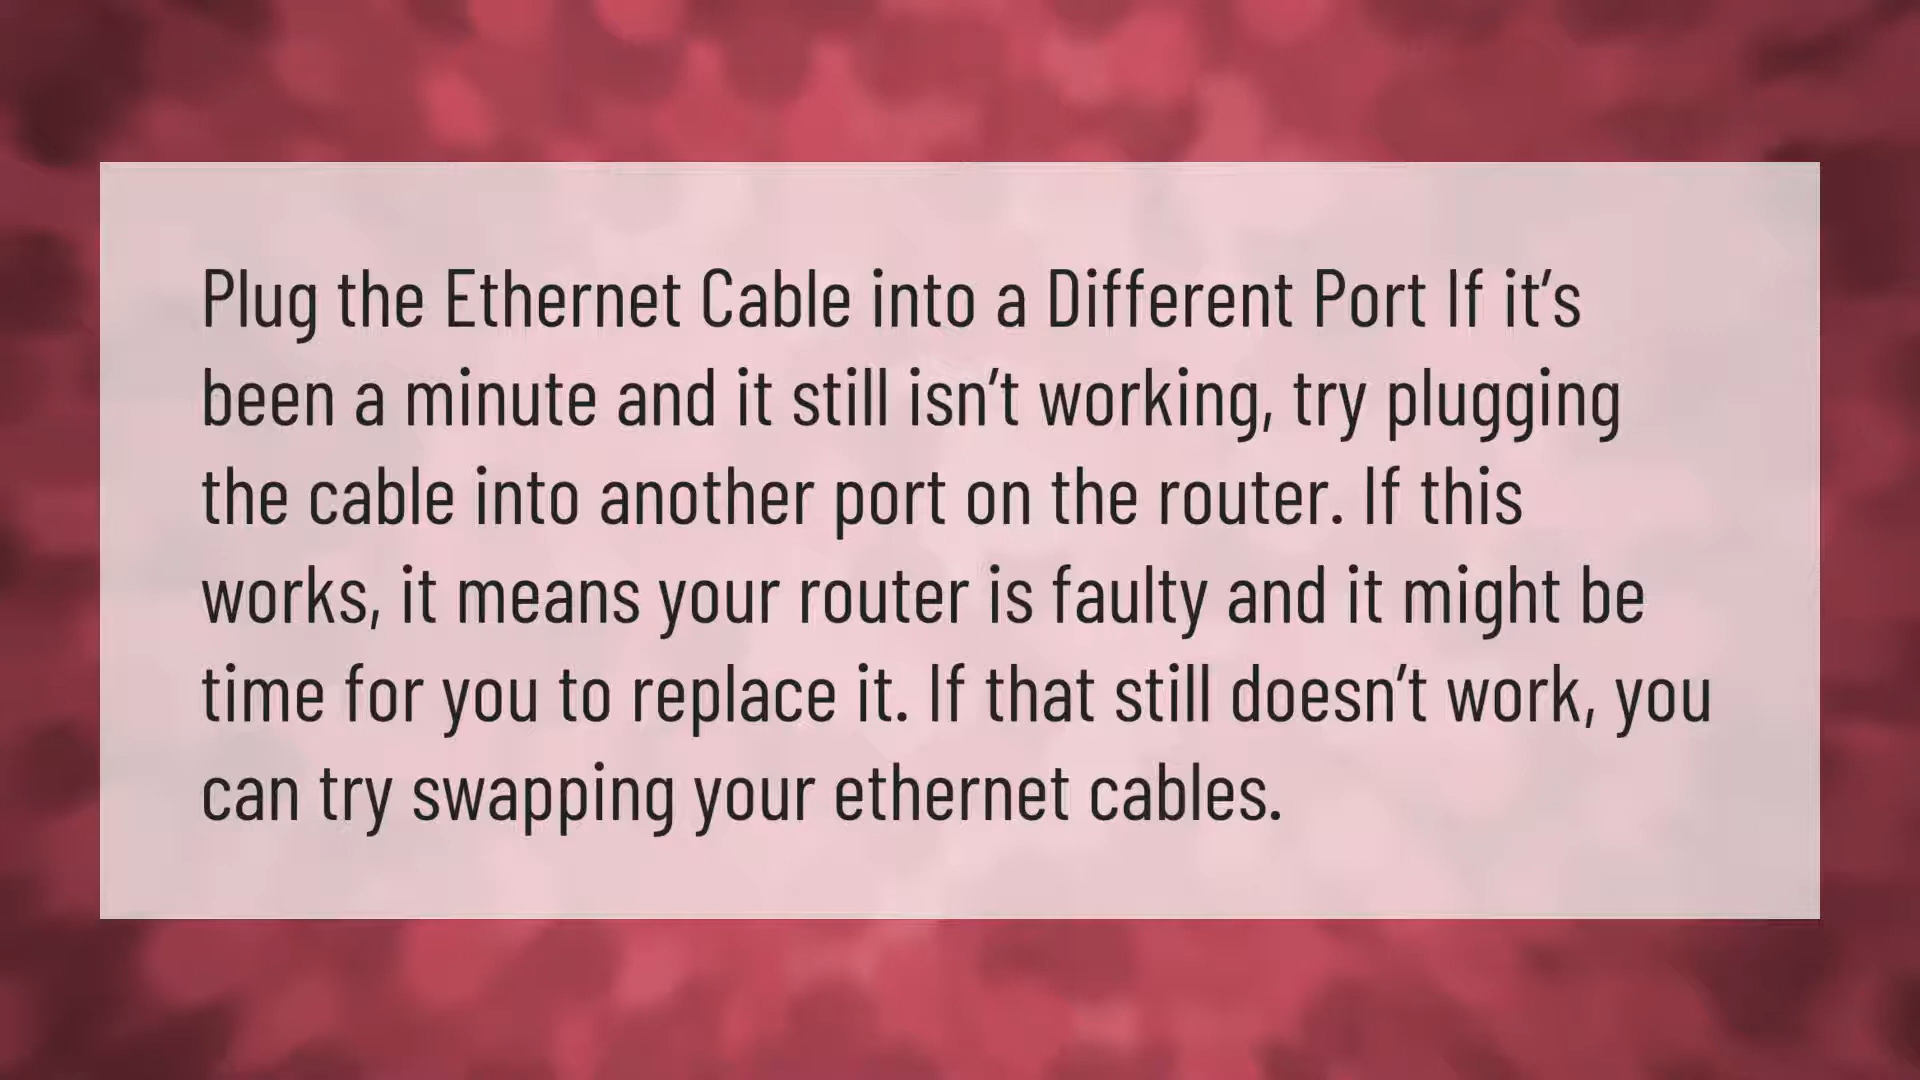 Plug the Ethernet Cable into a Different Port If it’s
been a minute and it still isn’t working, try plugging
the cable into another port on the router. If this
works, it means your router is faulty and it might be
time for you to replace it. If that still doesn’t work, you
can try swapping your ethernet cables.